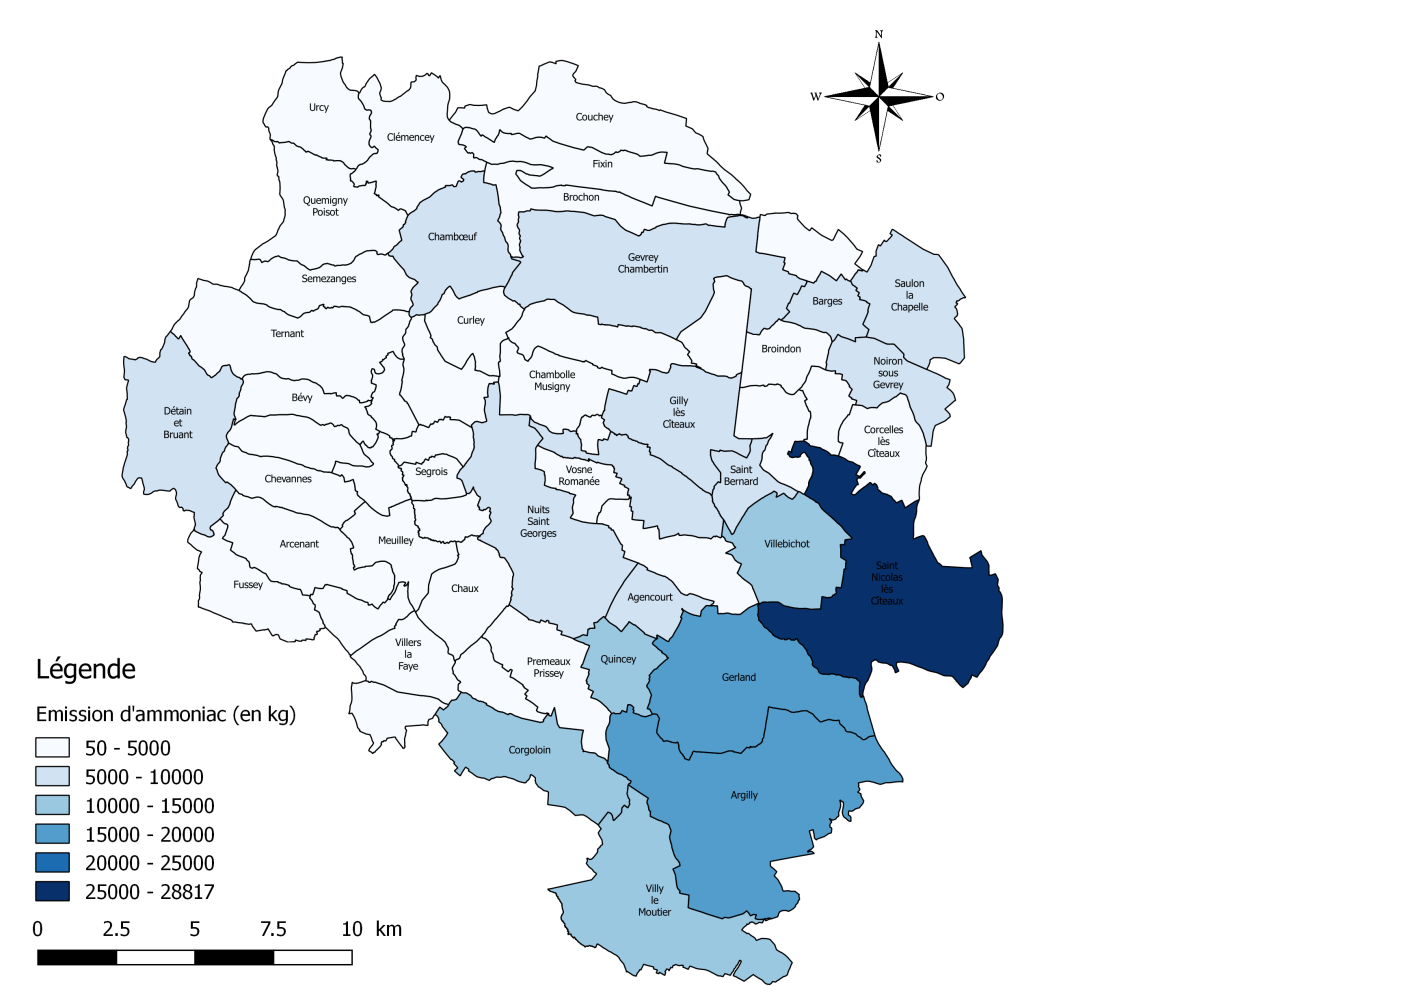 N
W
O
S
Urcy
Clémencey
Couchey
Fixin
Quemigny
Poisot
Brochon
Chambœuf
Gevrey
Chambertin
Semezanges
Saulon
la
Chapelle
Barges
Ternant
Curley
Broindon
Noiron
sous
Gevrey
Chambolle
Musigny
Bévy
Gilly
lès
Cîteaux
Détain
et
Bruant
Corcelles
lès
Cîteaux
Chevannes
Segrois
Vosne
Romanée
Saint
Bernard
Nuits
Saint
Georges
Arcenant
Meuilley
Villebichot
Fussey
Chaux
Agencourt
Saint
Nicolas
lès
Cîteaux
Villers
la
Faye
Premeaux
Prissey
Quincey
Gerland
Corgoloin
Argilly
Villy
le
Moutier
Légende
Emission d'ammoniac (en kg)
50 - 5000
5000 - 10000
10000 - 15000
15000 - 20000
20000 - 25000
25000 - 28817
0 2.5 5 7.5 10 km